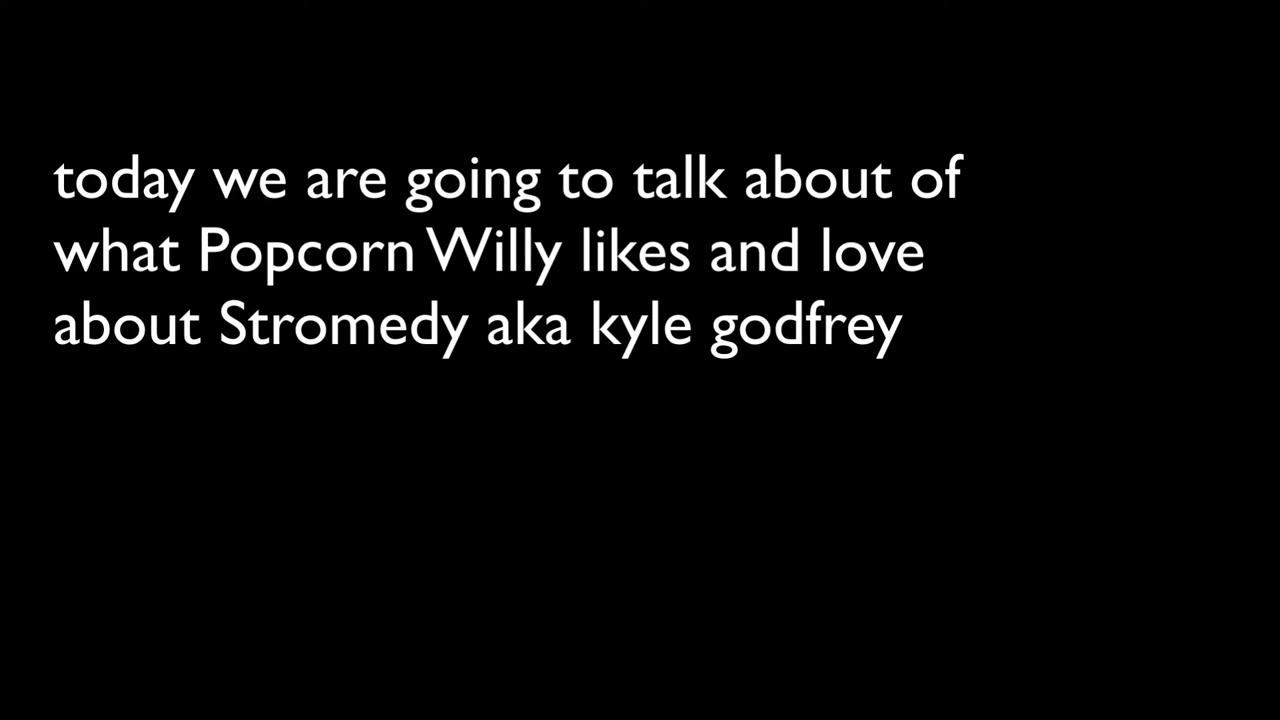 today we are going to talk about of
what Popcorn Willy likes and love
about Stromedy aka kyle godfrey